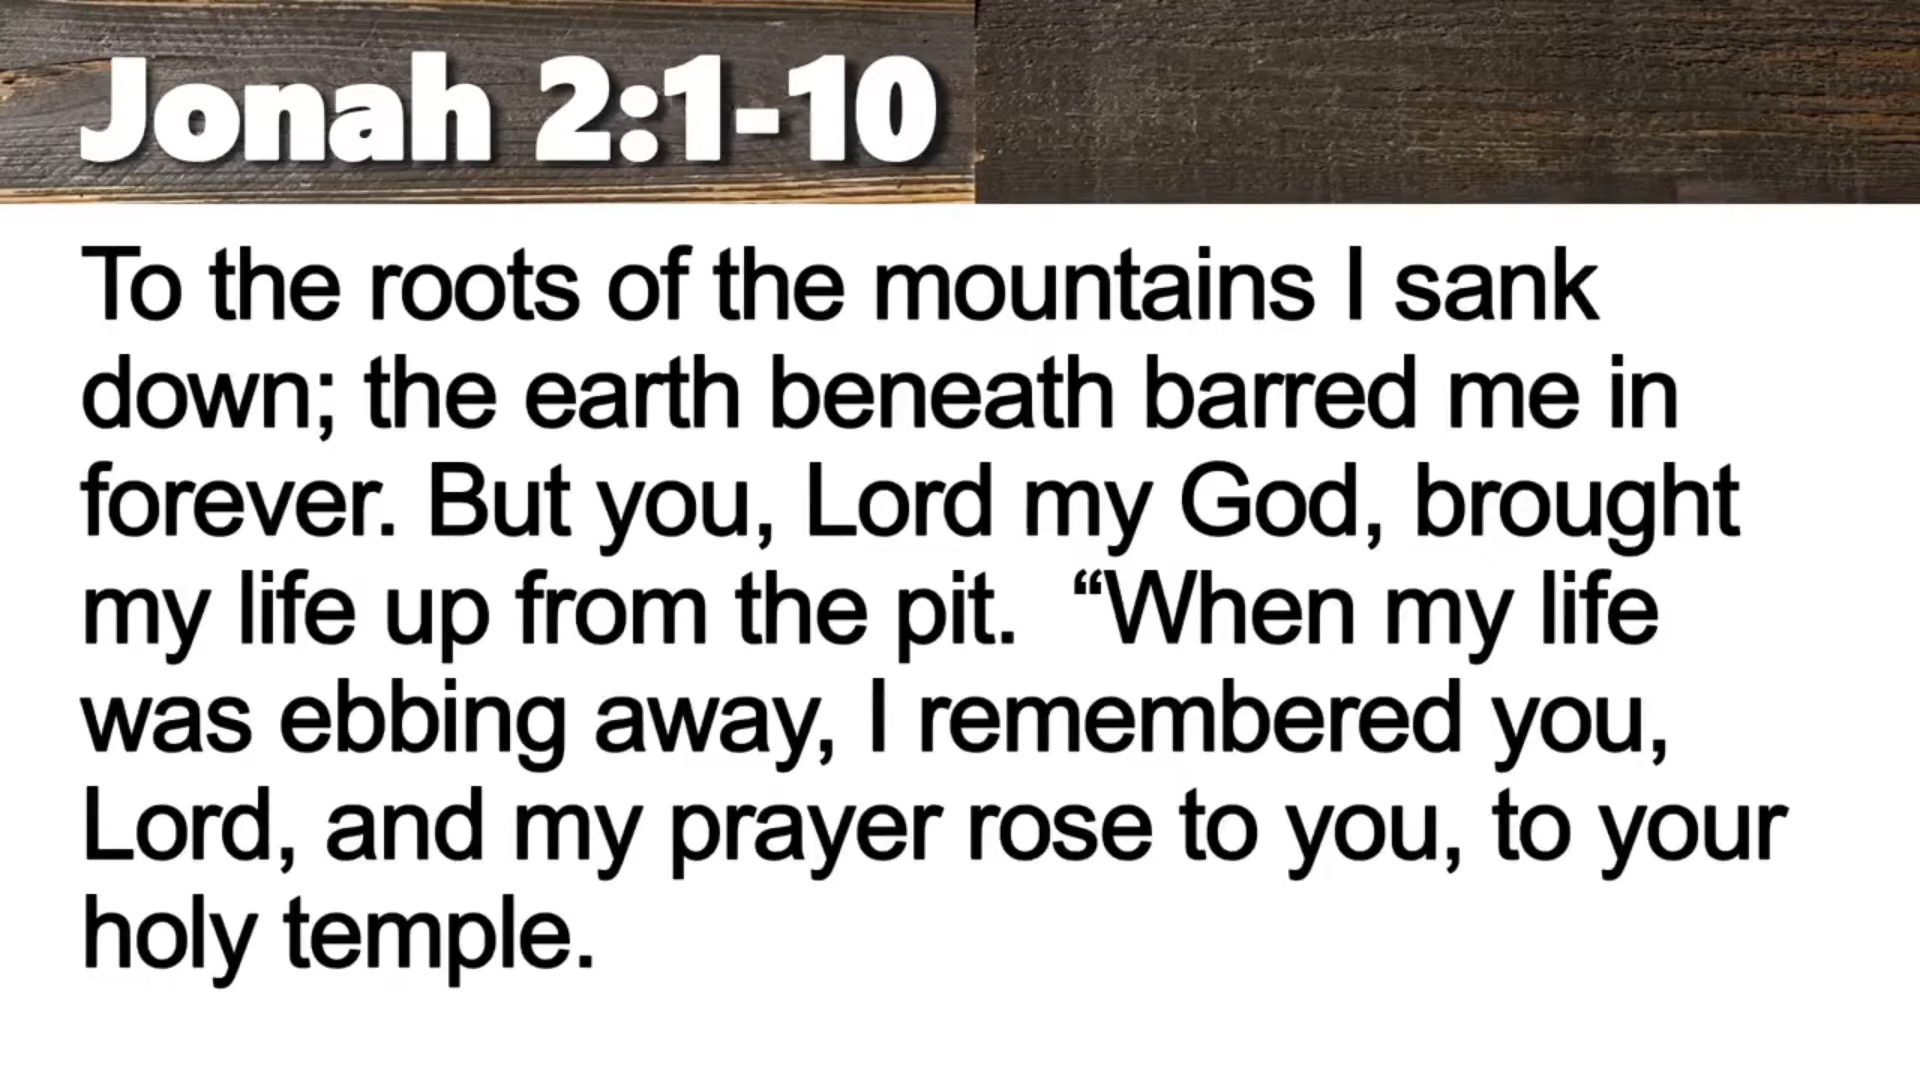 Jonah 2:1-10
To the roots of the mountains I sank
down; the earth beneath barred me in
forever. But you, Lord my God, brought
my life up from the pit.  “When my life
was ebbing away, I remembered you,
Lord, and my prayer rose to you, to your
holy temple.